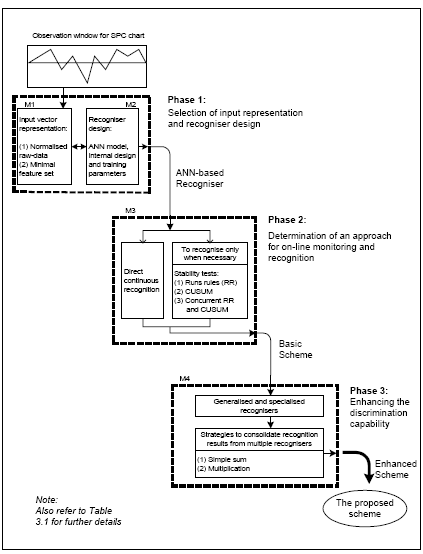 Observation window for SPC chart
M1
M2
Input vector
representation:
(1) Normalised
raw-data
(2) Minimal
feature set
Recogniser
design:
ANN model,
Internal design
and training
parameters
Phase 1:
Selection of input representation
and recogniser design
ANN-based
Recogniser
M3
Phase 2:
Determination of an approach
for on-line monitoring and
recognition
Direct
continuous
recognition
To recognise only
when necessary
Stability tests:
(1) Runs rules (RR)
(2) CUSUM
(3) Concurrent RR
and CUSUM
Basic
Scheme
M4
Phase 3:
Enhancing the
discrimination
capability
Generalised and specialised
recognisers
Strategies to consolidate recognition
results from multiple recognisers
(1) Simple sum
(2) Multiplication
Enhanced
Scheme
The proposed
scheme
Note:
Also refer to Table
3.1 for further details